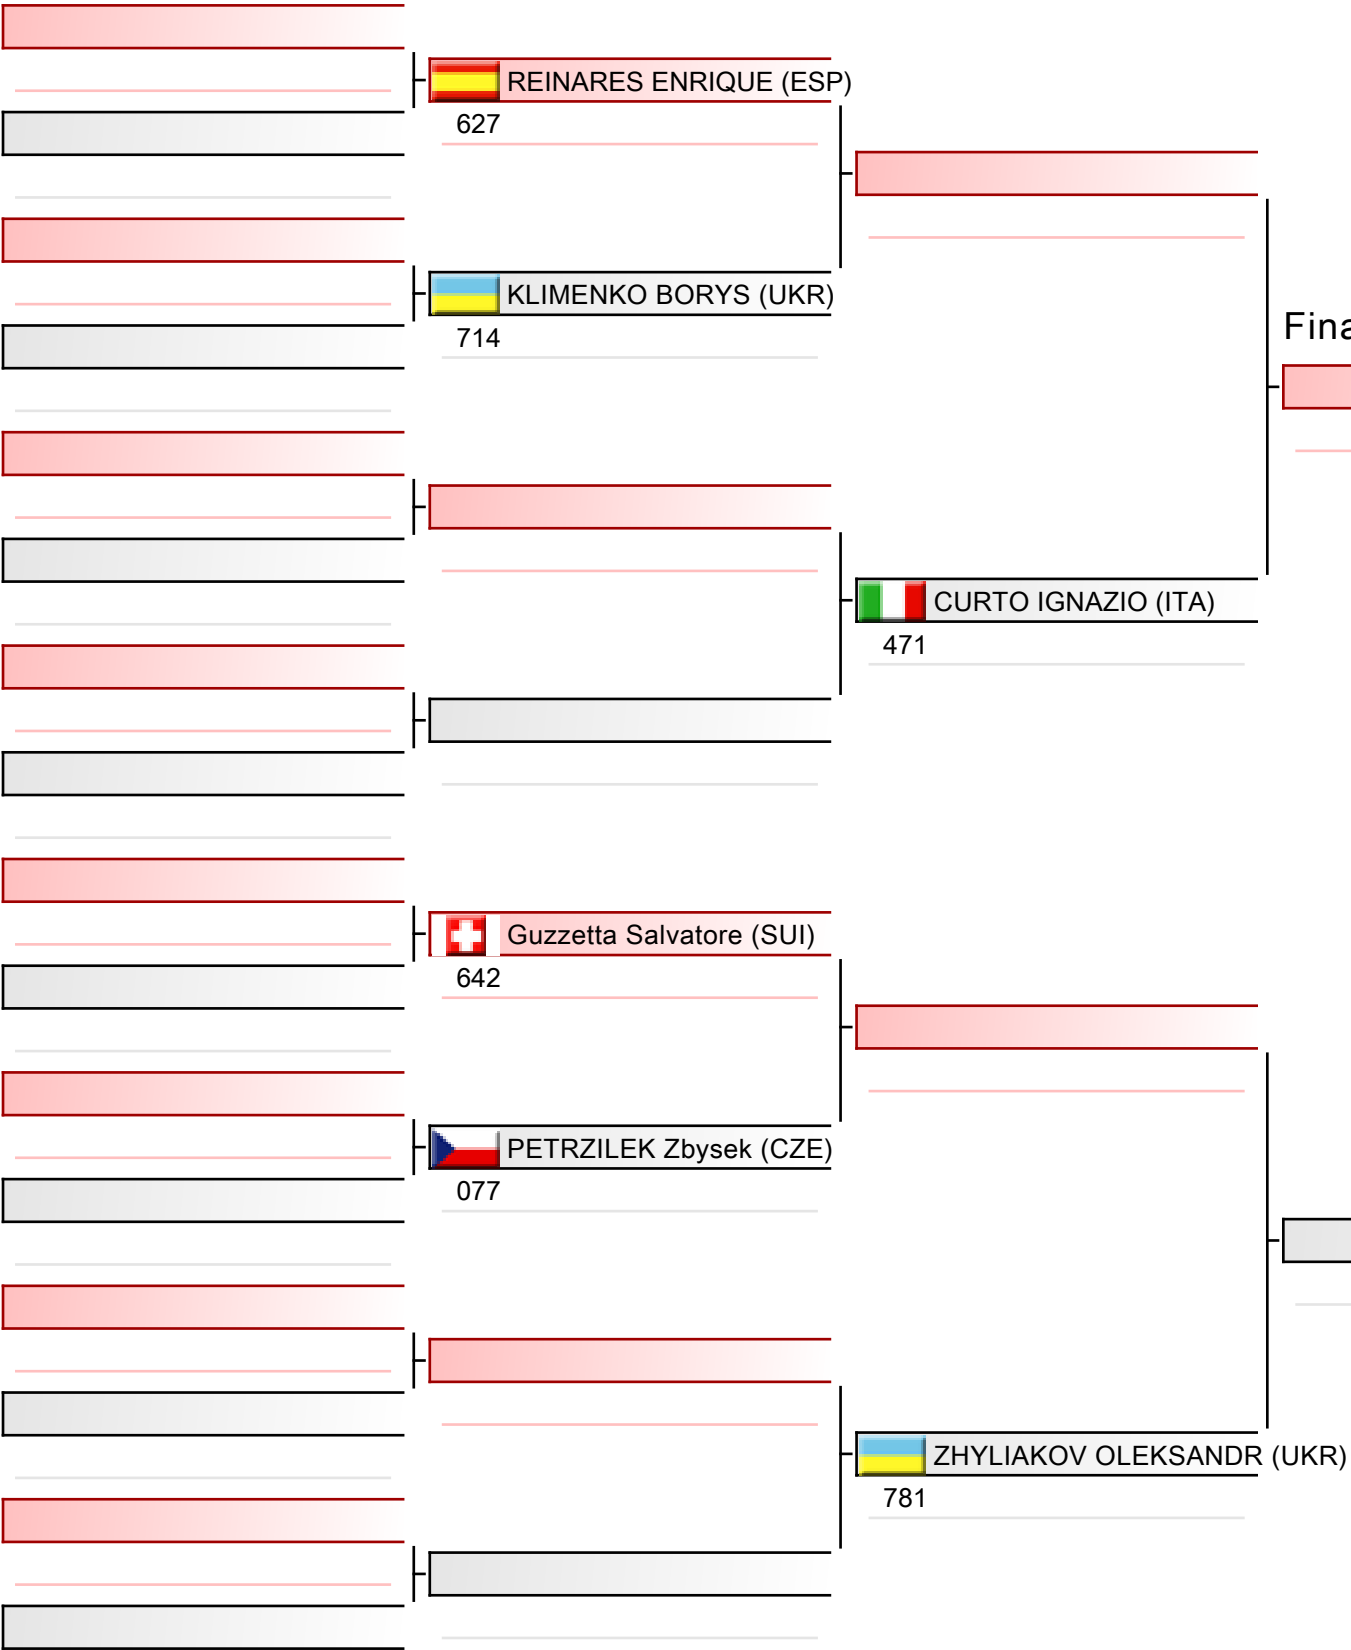 REINARES ENRIQUE (ESP)
627
KLIMENKO BORYS (UKR)
714
Fina
CURTO IGNAZIO (ITA)
471
Guzzetta Salvatore (SUI)
642
PETRZILEK Zbysek (CZE)
077
ZHYLIAKOV OLEKSANDR (UKR)
781